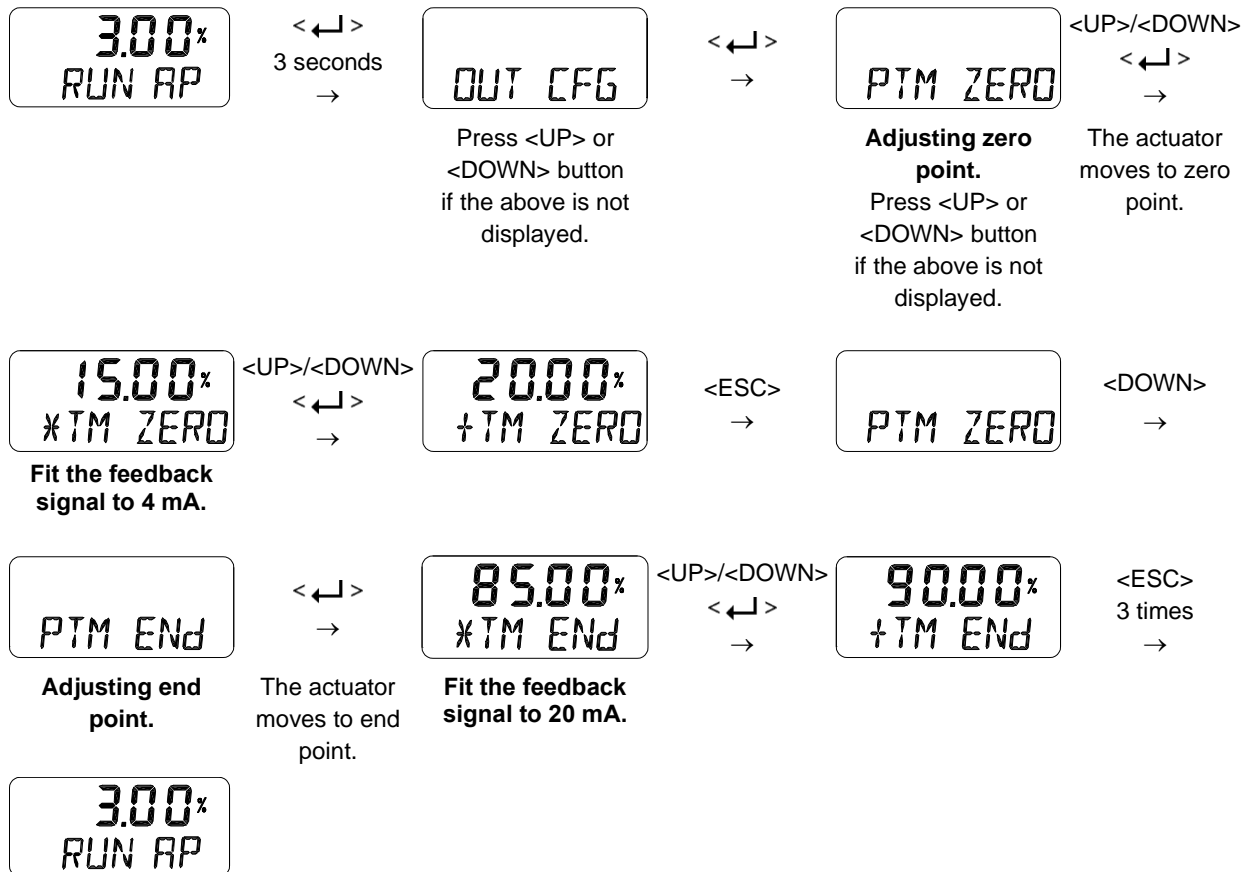 3.00%
RUN AP
< ↵ >
3 seconds
→
OUT CFG
Press <UP> or
<DOWN> button
if the above is not
displayed.
< ↵ >
→
PTM ZERO
Adjusting zero
point.
Press <UP> or
<DOWN> button
if the above is not
displayed.
<UP>/<DOWN>
< ↵ >
→
The actuator
moves to zero
point.
15.00%
*TM ZERO
Fit the feedback
signal to 4 mA.
<UP>/<DOWN>
< ↵ >
→
20.00%
+TM ZERO
<ESC>
→
PTM ZERO
<DOWN>
→
PTM ENd
Adjusting end
point.
< ↵ >
→
The actuator
moves to end
point.
85.00%
*TM ENd
Fit the feedback
signal to 20 mA.
<UP>/<DOWN>
< ↵ >
→
90.00%
+TM ENd
<ESC>
3 times
→
3.00%
RUN AP